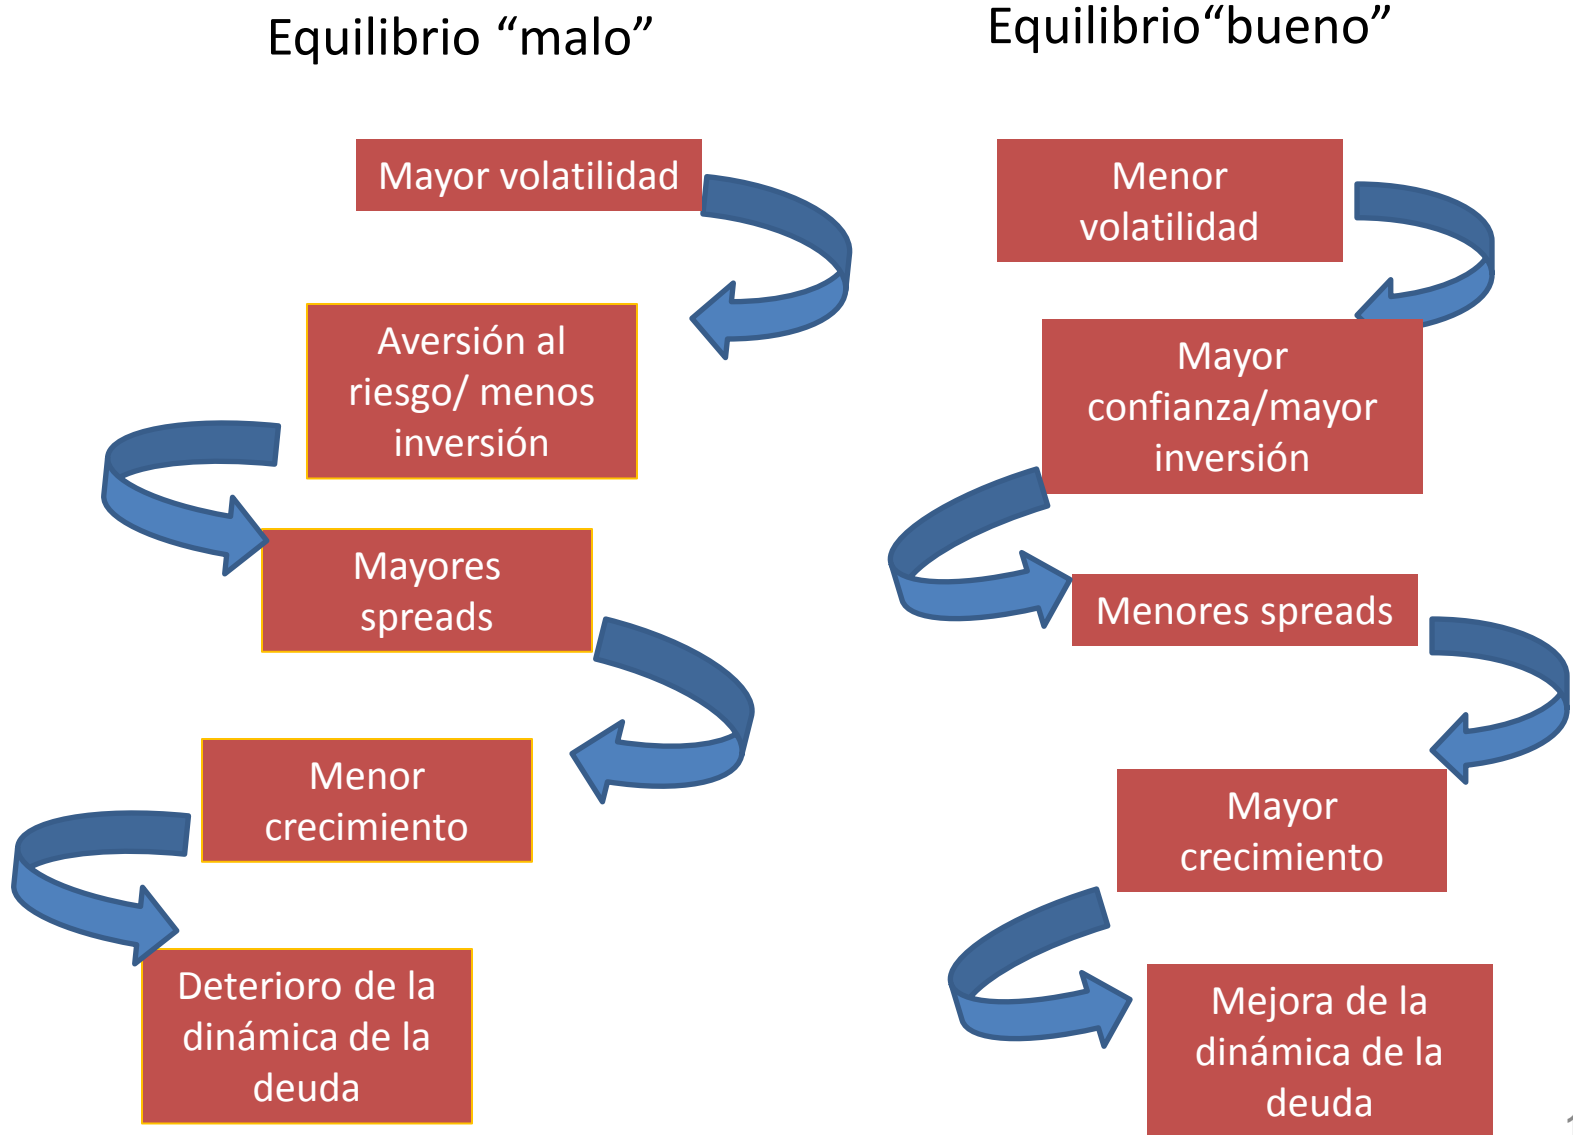 Equilibrio “malo”
Mayor volatilidad
Aversión al
riesgo/ menos
inversión
Mayores
spreads
Menor
crecimiento
Deterioro de la
dinámica de la
deuda
Equilibrio“bueno”
Menor
volatilidad
Mayor
confianza/mayor
inversión
Menores spreads
Mayor
crecimiento
Mejora de la
dinámica de la
deuda